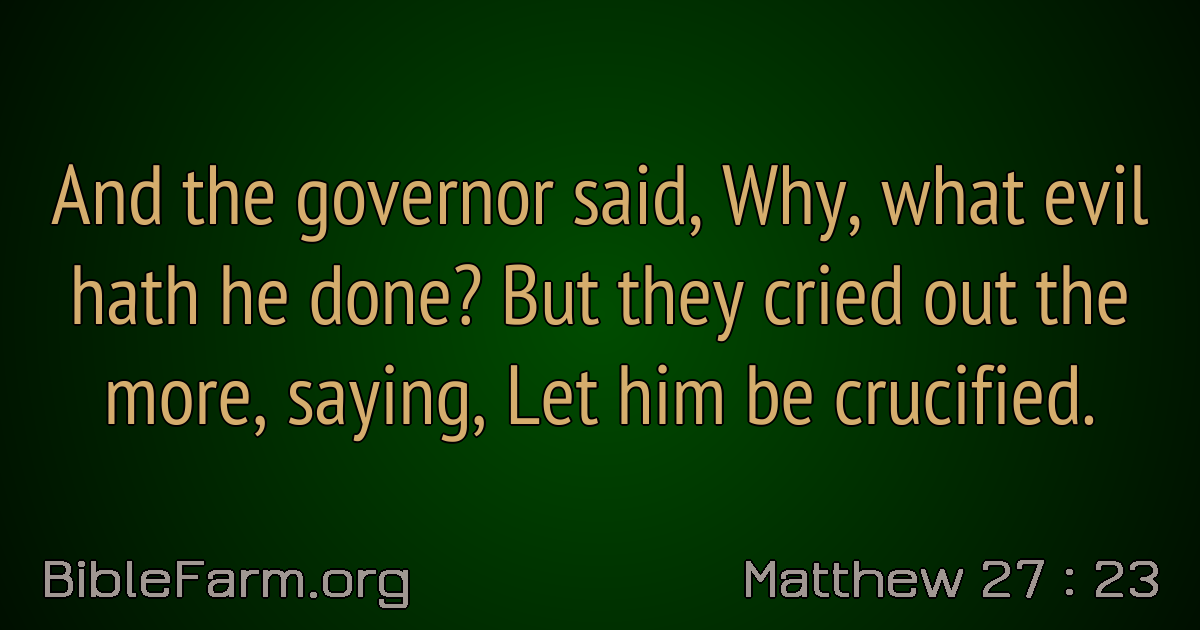 And the governor said, Why, what evil
hath he done? But they cried out the
more, saying, Let him be crucified.
BibleFarm.org
Matthew 27 : 23